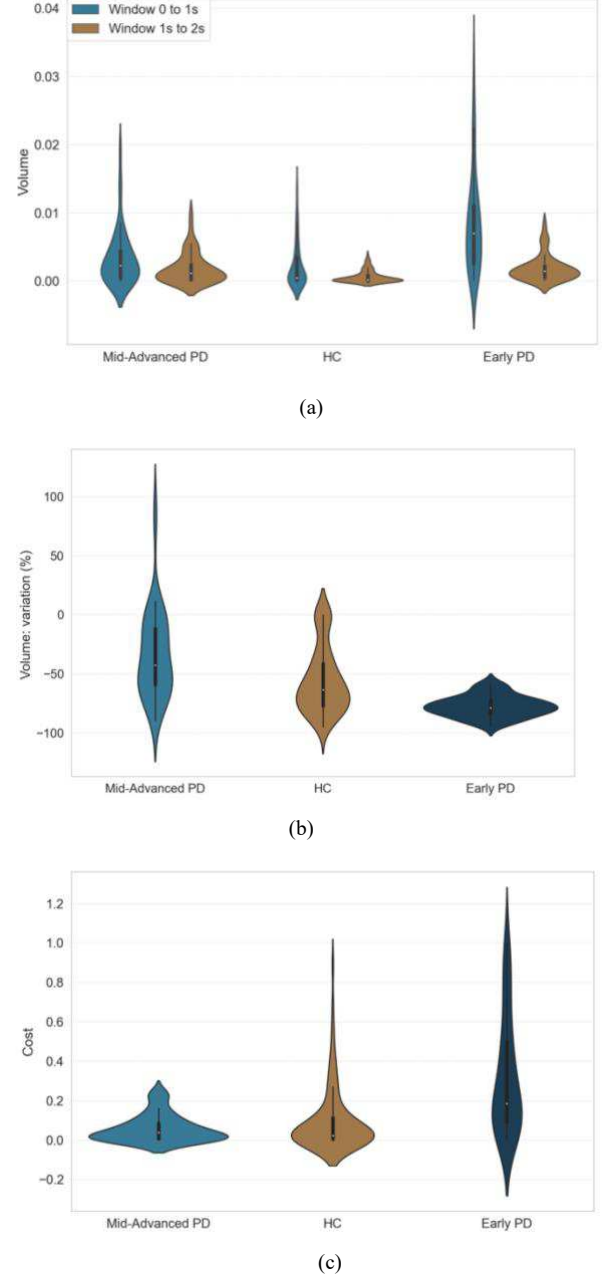 0.04
Window 0 to 1s
Window 1s to 2s
0.03
0.02
Volume
0.01
0.00
Mid-Advanced PD HC Early PD
(a)
100
50
0
−50
−100
Volume: variation (%)
Mid-Advanced PD HC Early PD
(b)
1.2
1.0
0.8
0.6
Cost
0.4
0.2
0.0
−0.2
Mid-Advanced PD HC Early PD
(c)